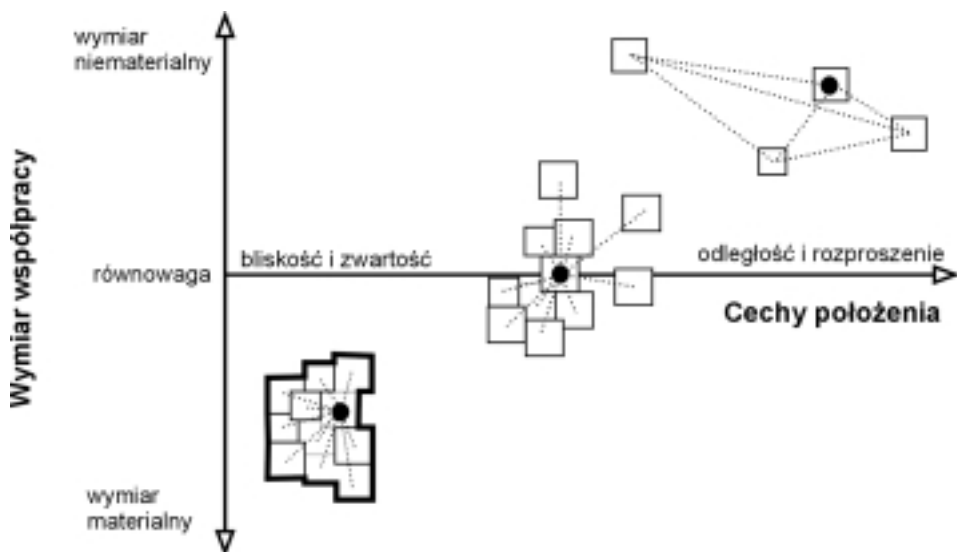 wymiar
niematerialny
Wymiar współpracy
równowaga
bliskość i zwartość
odległość i rozproszenie
Cechy położenia
wymiar
materialny